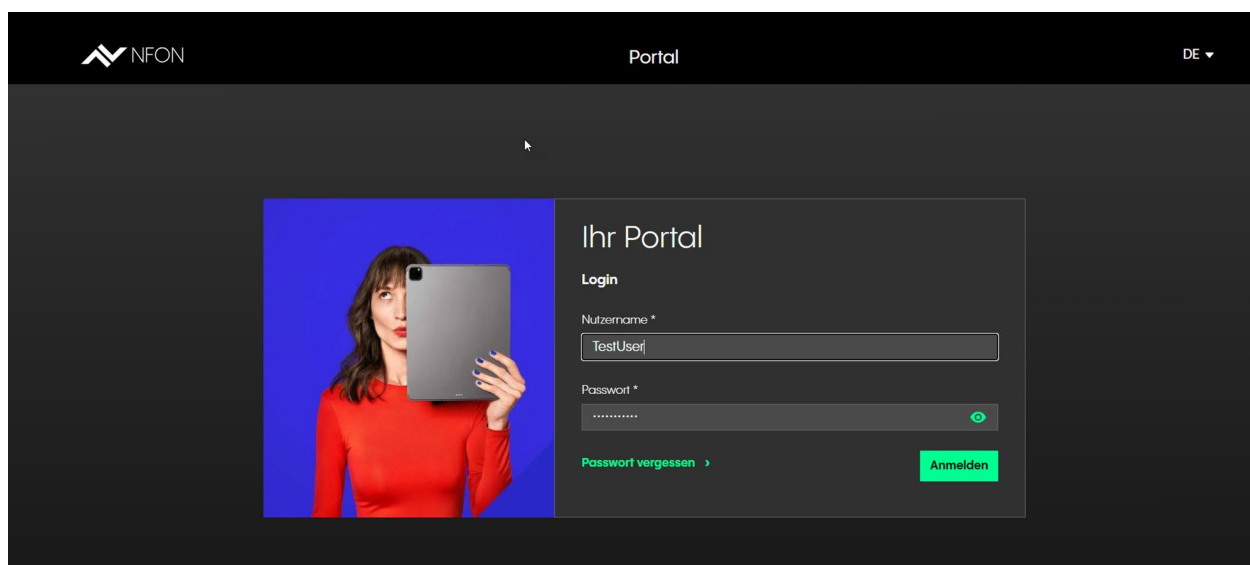 NFON
Portal
DE
Ihr Portal
Login
Nutzername *
TestUser
Passwort *
•••••••••••
Passwort vergessen ›
Anmelden